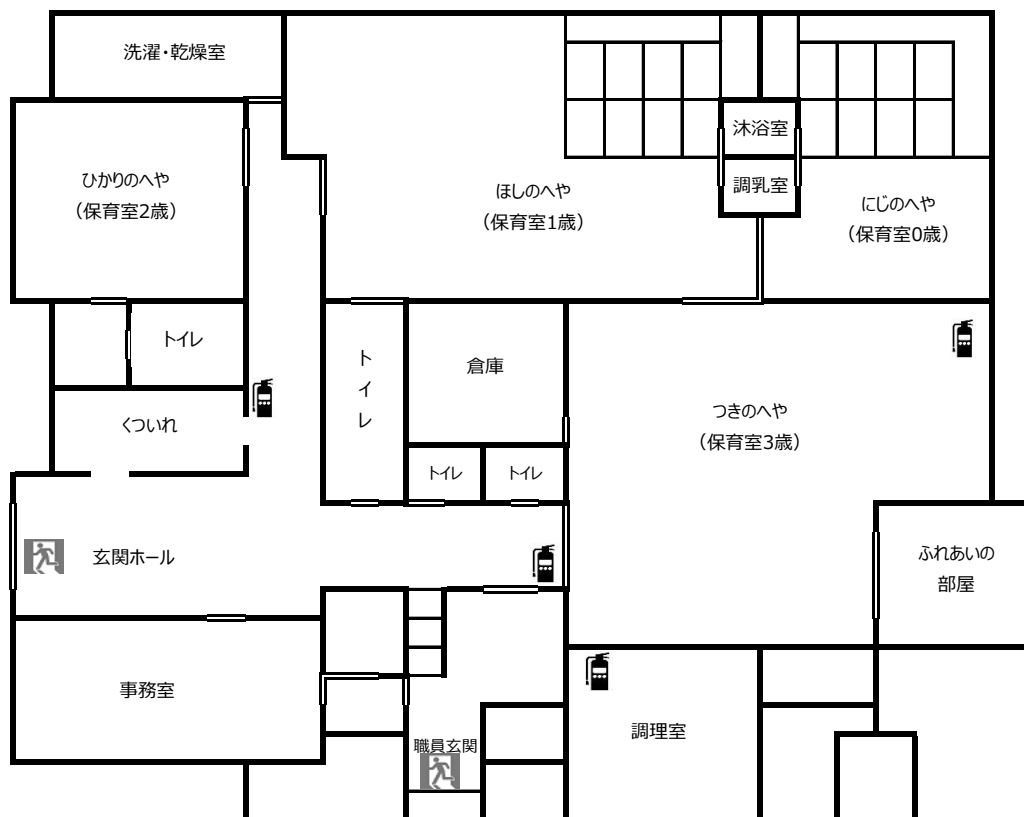 洗濯・乾燥室
沐浴室
ひかりのへや
（保育室2歳）
ほしのへや
（保育室1歳）
調乳室
にじのへや
（保育室0歳）
トイレ
トイレ
倉庫
つきのへや
（保育室3歳）
くついれ
トイレ
トイレ
玄関ホール
ふれあいの
部屋
事務室
調理室
職員玄関